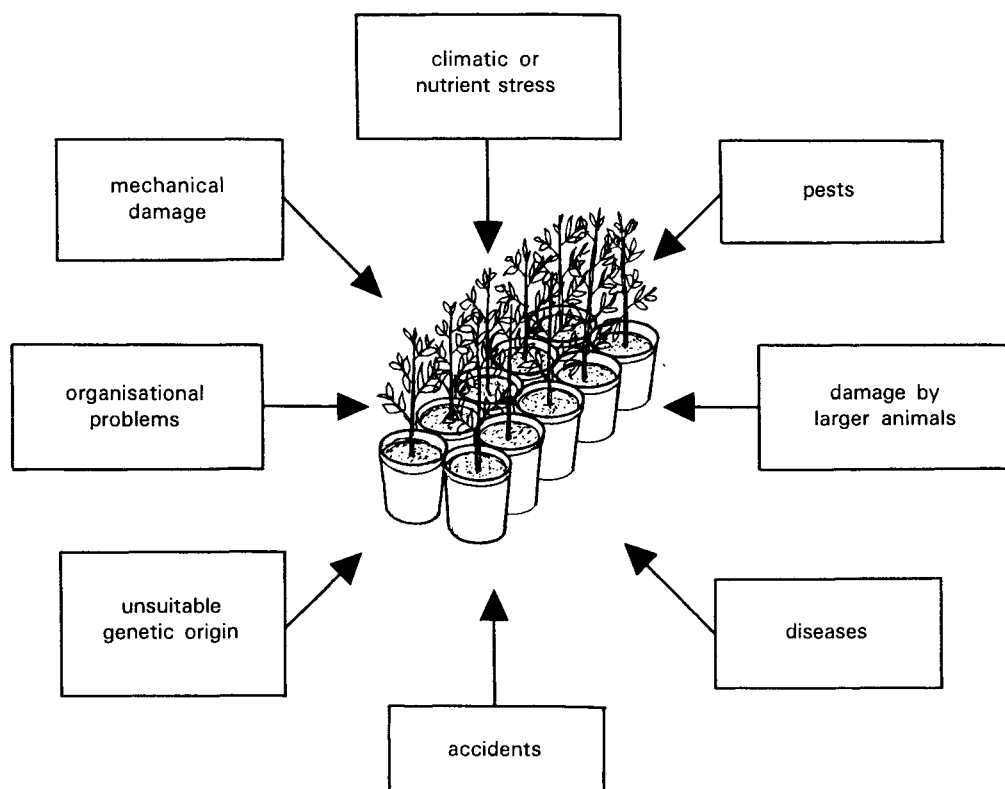 climatic or
nutrient stress
mechanical
damage
pests
organisational
problems
damage by
larger animals
unsuitable
genetic origin
diseases
accidents